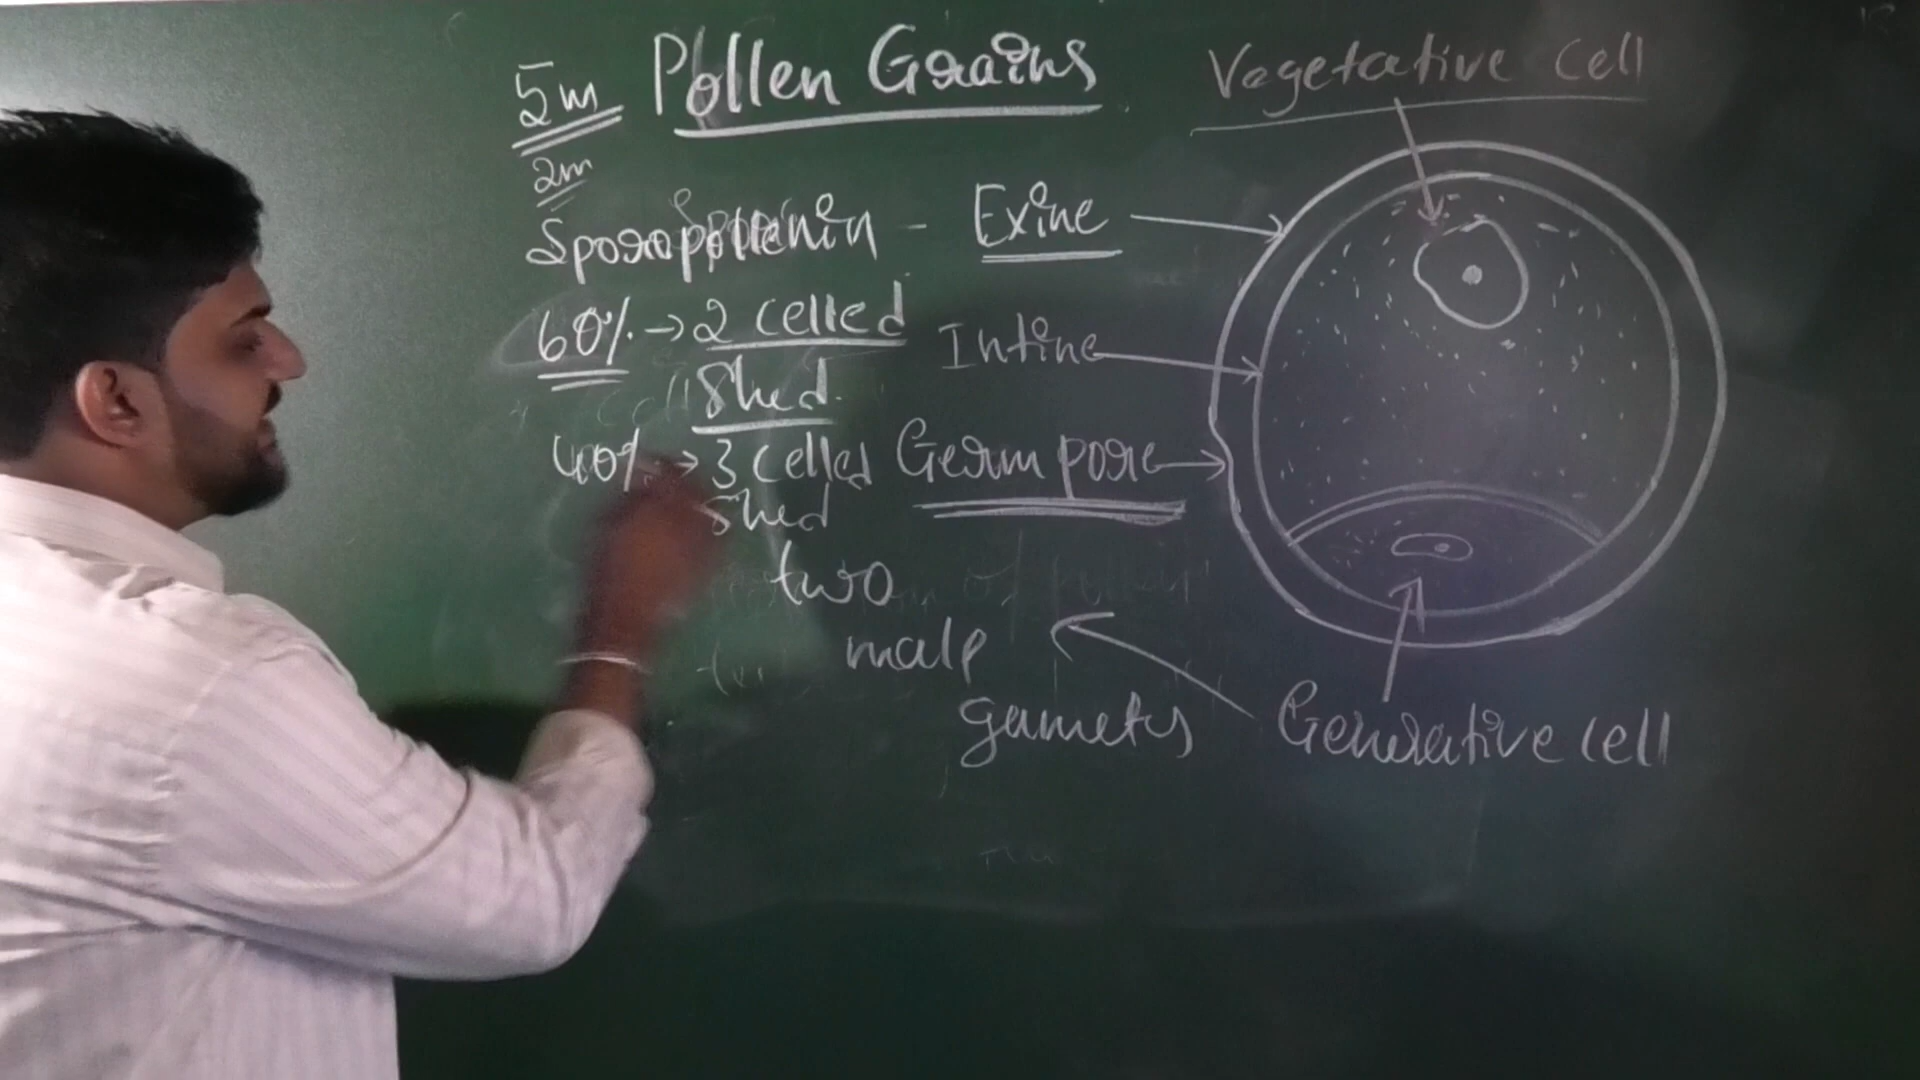 5m Pollen Grains
2m
Vegetative cell
Sporopollenin - Exine
60% → 2 celled
shed.
Intine
40% → 3 celled
shed
Germ pore
two
male
gametes
Generative cell